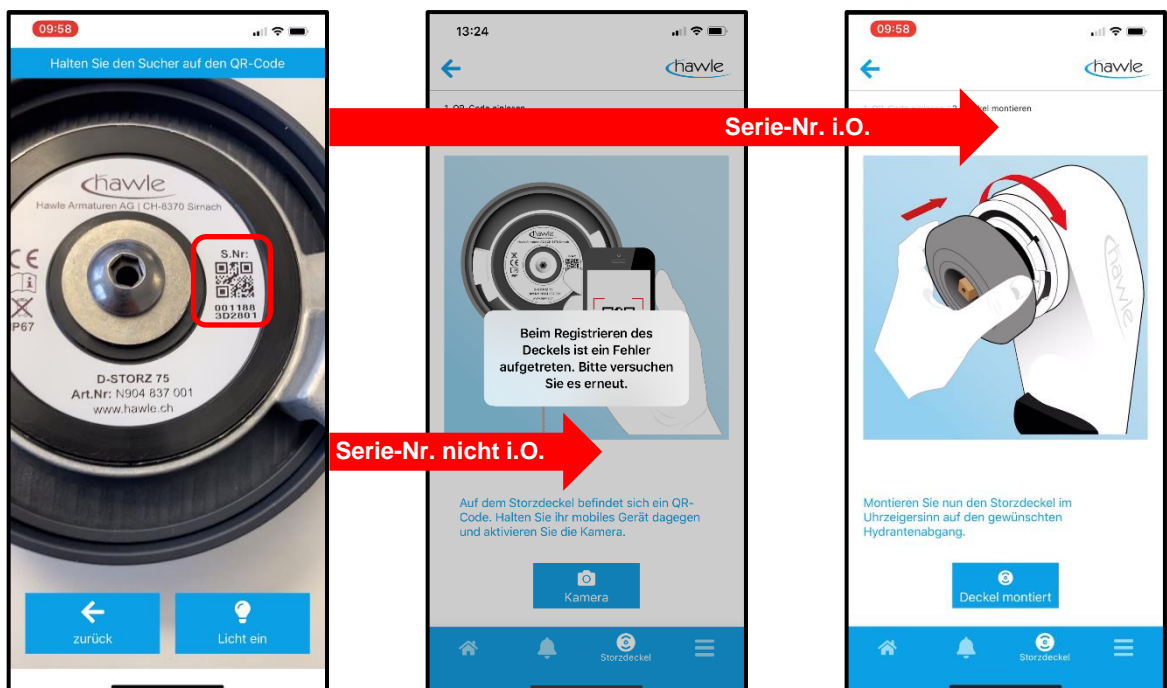 09:58
Halten Sie den Sucher auf den QR-Code
hawle
Hawle Armaturen AG | CH-8370 Sirnach
S.Nr:
001188
3D2801
IP67
D-STORZ 75
Art.Nr: N904 837 001
www.hawle.ch
zurück
Licht ein
Serie-Nr. i.O.
Serie-Nr. nicht i.O.
13:24
hawle
1. QR-Code einlesen
hawle
Beim Registrieren des
Deckels ist ein Fehler
aufgetreten. Bitte versuchen
Sie es erneut.
Auf dem Storzdeckel befindet sich ein QR-
Code. Halten Sie ihr mobiles Gerät dagegen
und aktivieren Sie die Kamera.
Kamera
Storzdeckel
09:58
hawle
montieren
hawle
Montieren Sie nun den Storzdeckel im
Uhrzeigersinn auf den gewünschten
Hydrantenabgang.
Deckel montiert
Storzdeckel